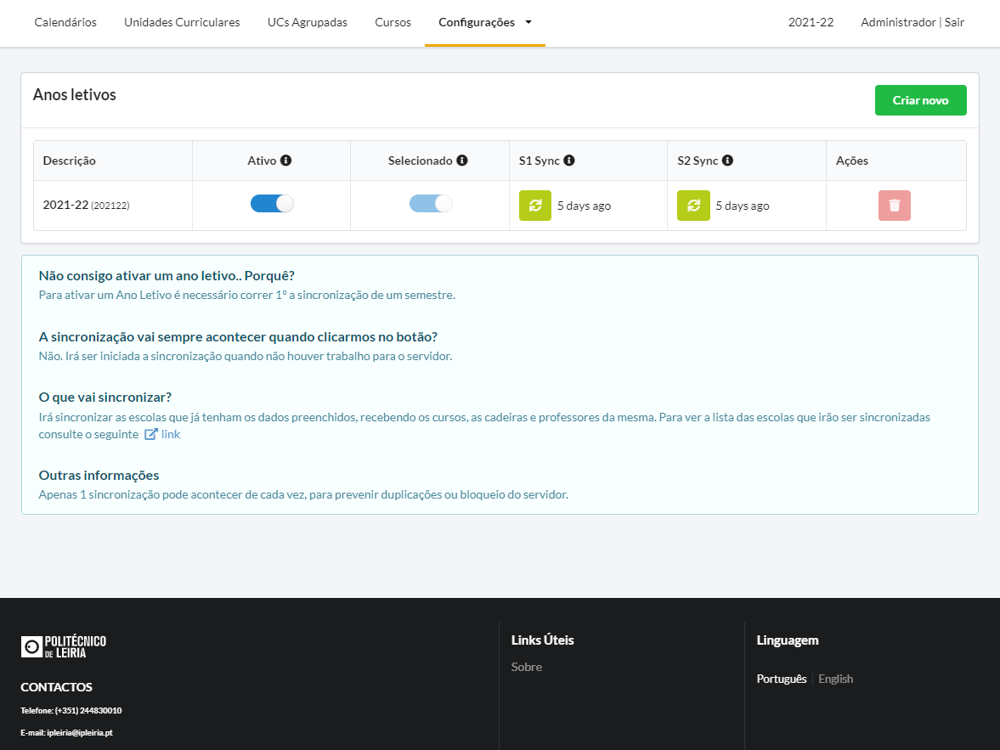 Calendários Unidades Curriculares UCs Agrupadas Cursos Configurações 2021-22 Administrador | Sair
Anos letivos
Criar novo
Descrição Ativo Selecionado S1 Sync S2 Sync Ações
2021-22 (202122) 5 days ago 5 days ago
Não consigo ativar um ano letivo.. Porquê?
Para ativar um Ano Letivo é necessário correr 1º a sincronização de um semestre.
A sincronização vai sempre acontecer quando clicarmos no botão?
Não. Irá ser iniciada a sincronização quando não houver trabalho para o servidor.
O que vai sincronizar?
Irá sincronizar as escolas que já tenham os dados preenchidos, recebendo os cursos, as cadeiras e professores da mesma. Para ver a lista das escolas que irão ser sincronizadas
consulte o seguinte link
Outras informações
Apenas 1 sincronização pode acontecer de cada vez, para prevenir duplicações ou bloqueio do servidor.
POLITÉCNICO
DE LEIRIA
CONTACTOS
Telefone: (+351) 244830010
E-mail: ipleiria@ipleiria.pt
Links Úteis
Sobre
Linguagem
Português English